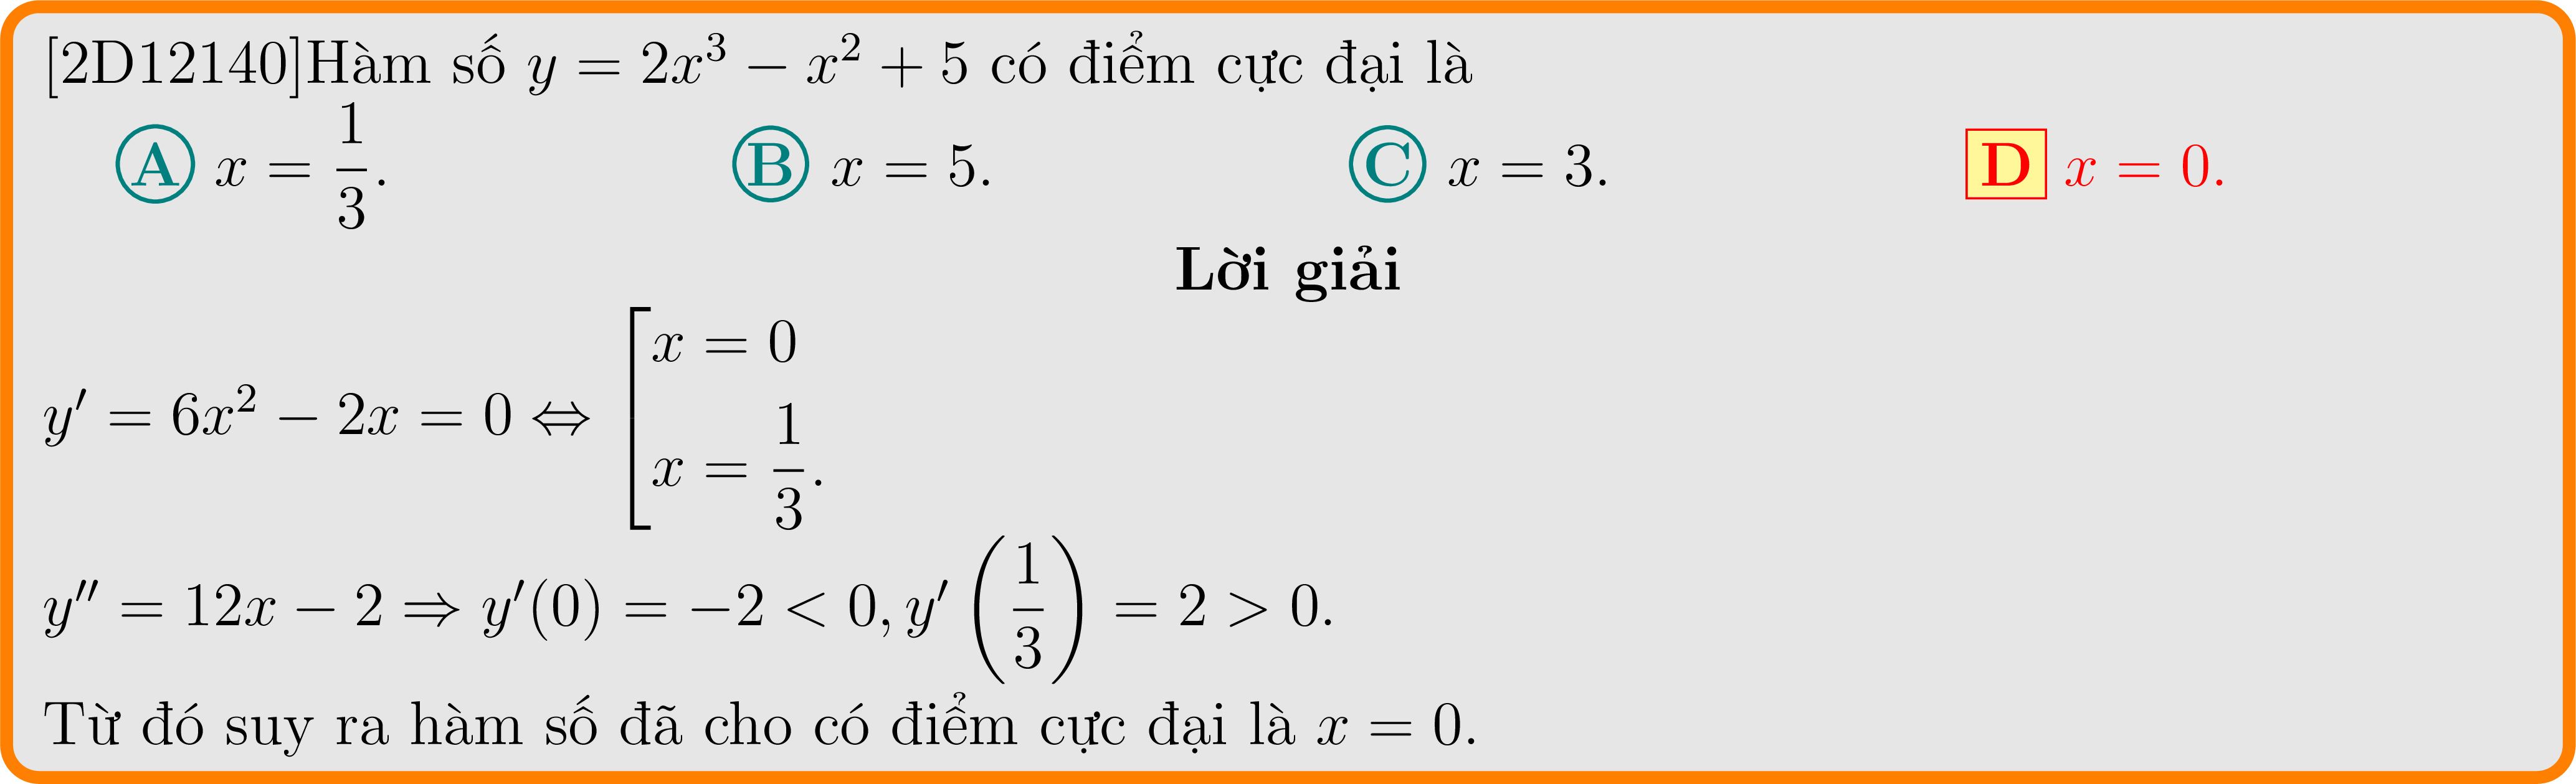 [2D12140]Hàm số $y = 2x^3 - x^2 + 5$ có điểm cực đại là
A $x = \dfrac{1}{3}$. B $x = 5$. C $x = 3$. D $x = 0$.
Lời giải
$y' = 6x^2 - 2x = 0 \Leftrightarrow \left[\begin{array}{l} x = 0 \\ x = \dfrac{1}{3}. \end{array}\right.$
$y'' = 12x - 2 \Rightarrow y'(0) = -2 < 0, y'\left(\dfrac{1}{3}\right) = 2 > 0.$
Từ đó suy ra hàm số đã cho có điểm cực đại là $x = 0$.